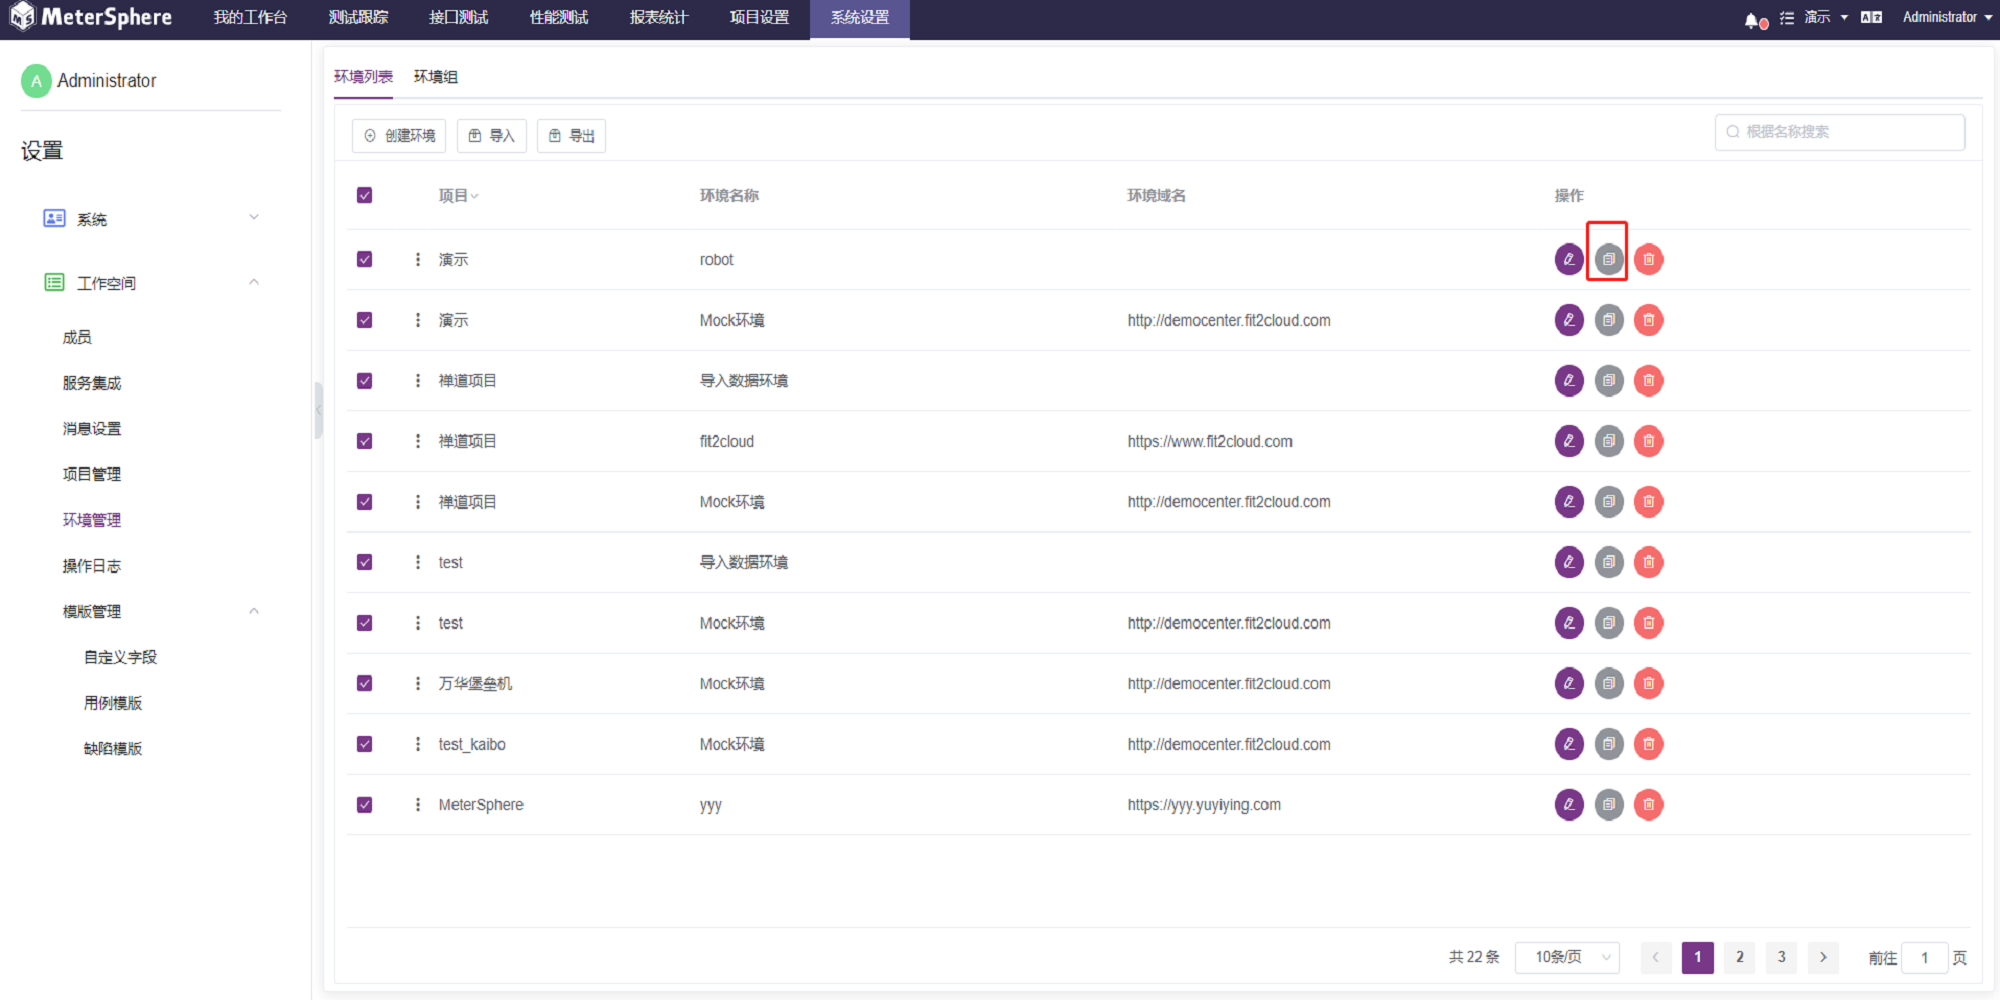 MeterSphere 我的工作台 测试跟踪 接口测试 性能测试 报表统计 项目设置 系统设置 演示 Administrator
A Administrator
设置
系统
工作空间
成员
服务集成
消息设置
项目管理
环境管理
操作日志
模版管理
自定义字段
用例模版
缺陷模版
环境列表 环境组
创建环境 导入 导出 根据名称搜索
项目 环境名称 环境域名 操作
演示 robot
演示 Mock环境 http://democenter.fit2cloud.com
禅道项目 导入数据环境
禅道项目 fit2cloud https://www.fit2cloud.com
禅道项目 Mock环境 http://democenter.fit2cloud.com
test 导入数据环境
test Mock环境 http://democenter.fit2cloud.com
万华堡垒机 Mock环境 http://democenter.fit2cloud.com
test_kaibo Mock环境 http://democenter.fit2cloud.com
MeterSphere yyy https://yyy.yuyiying.com
共 22 条 10条/页 1 2 3 前往 1 页